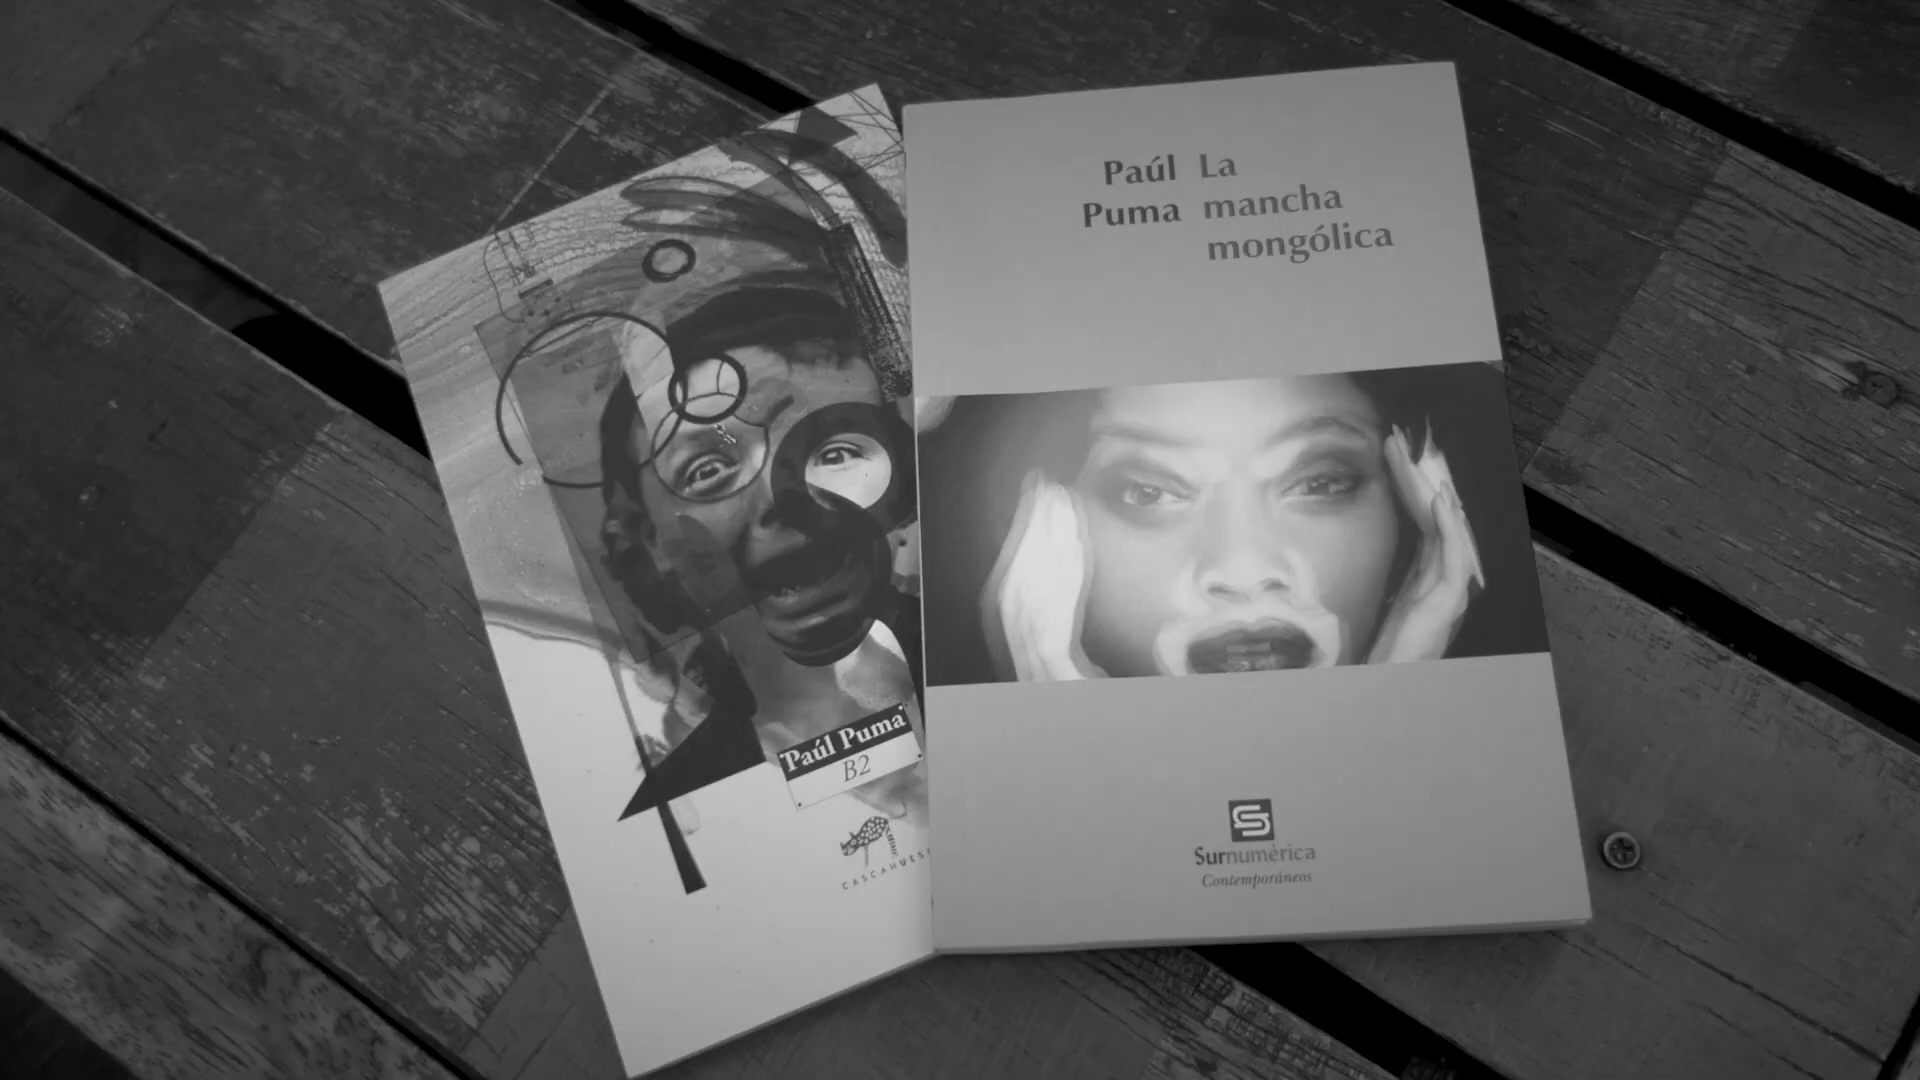 Paúl Puma
B2
Paúl La
Puma mancha
mongólica
Surnumérica
Contemporáneos